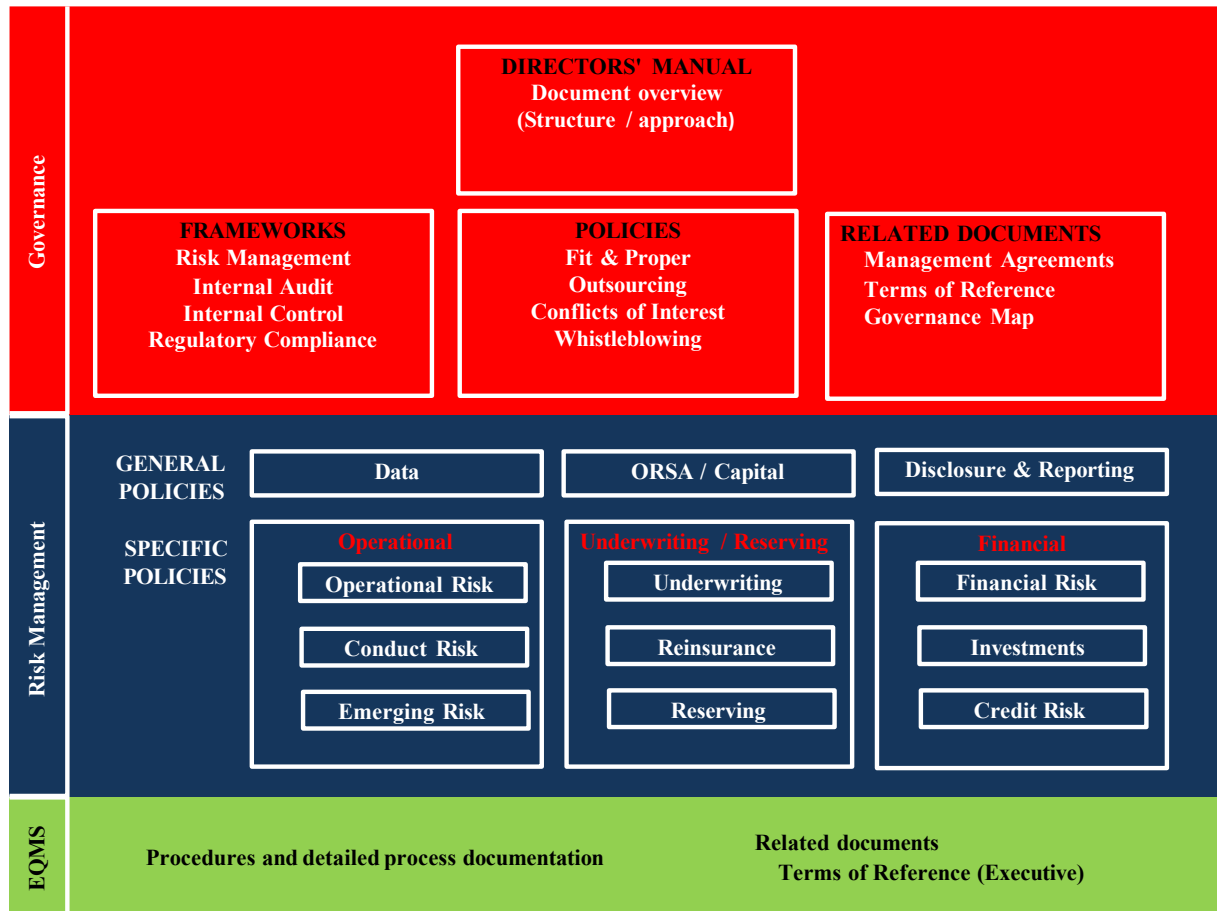 Governance
DIRECTORS' MANUAL
Document overview
(Structure / approach)
FRAMEWORKS
Risk Management
Internal Audit
Internal Control
Regulatory Compliance
POLICIES
Fit & Proper
Outsourcing
Conflicts of Interest
Whistleblowing
RELATED DOCUMENTS
Management Agreements
Terms of Reference
Governance Map
Risk Management
GENERAL
POLICIES
Data
ORSA / Capital
Disclosure & Reporting
SPECIFIC
POLICIES
Operational
Operational Risk
Conduct Risk
Emerging Risk
Underwriting / Reserving
Underwriting
Reinsurance
Reserving
Financial
Financial Risk
Investments
Credit Risk
EQMS
Procedures and detailed process documentation
Related documents
Terms of Reference (Executive)